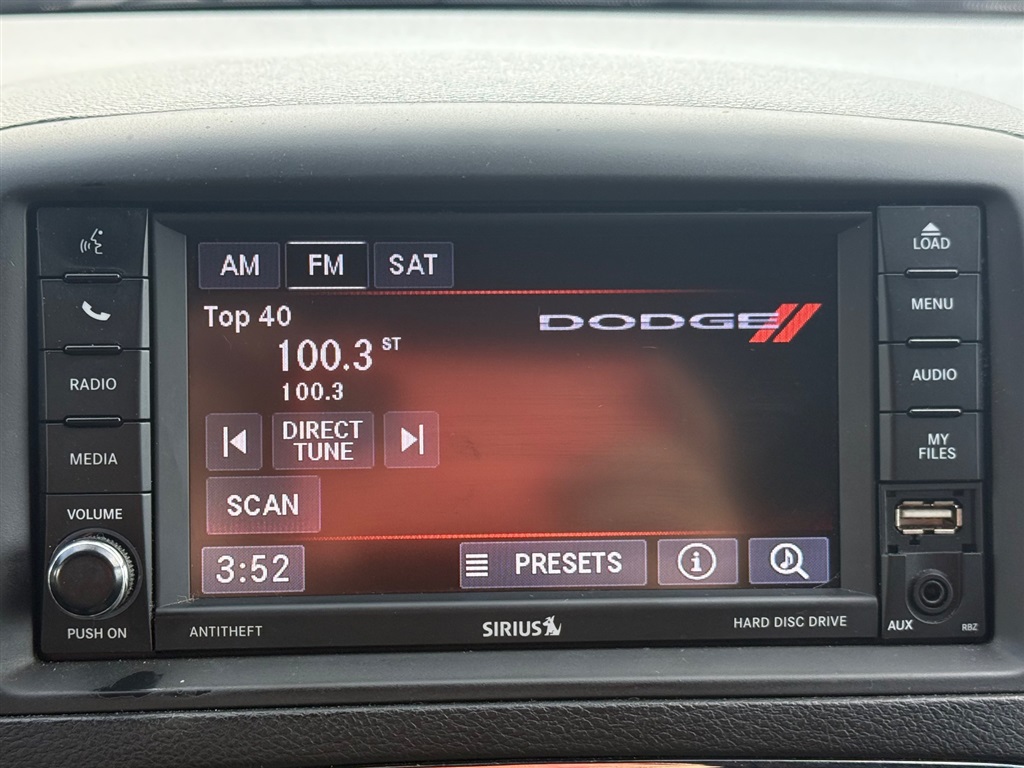 LOAD
AM FM SAT
MENU
Top 40
DODGE
100.3 ST
100.3
RADIO
AUDIO
DIRECT
TUNE
MEDIA
MY
FILES
SCAN
VOLUME
3:52
PRESETS
PUSH ON
ANTITHEFT
SIRIUS
HARD DISC DRIVE
AUX
RBZ